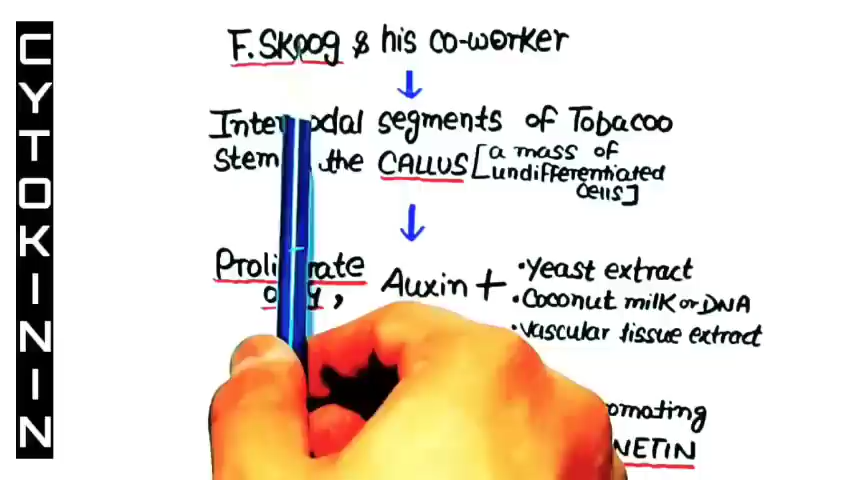 CYTOKININ
F. Skoog & his co-worker
segments of Tobacoo
stem the CALLUS [a mass of
undifferentiated
cells]
Auxin +
•Yeast extract
•Coconut milk or DNA
•Vascular tissue extract